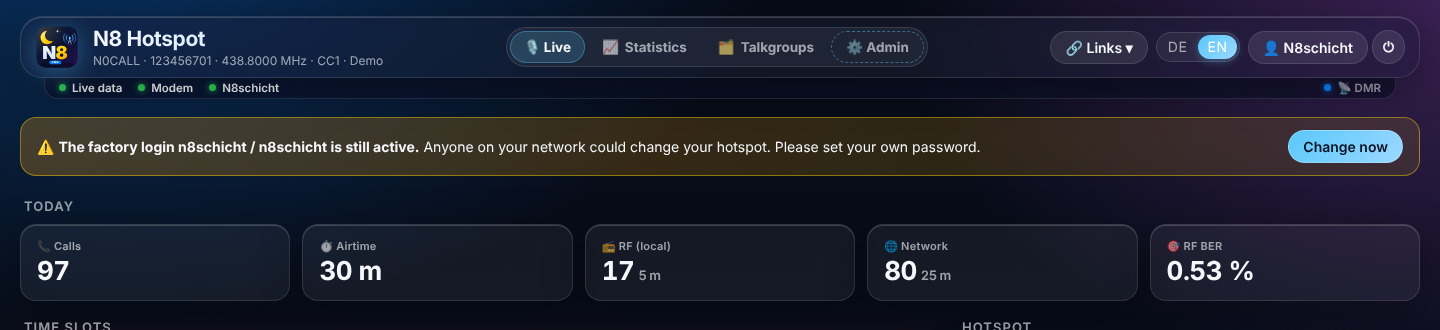 N8
N8 Hotspot
N0CALL · 123456701 · 438.8000 MHz · CC1 · Demo
Live
Statistics
Talkgroups
Admin
Links ▾
DE
EN
N8schicht
Live data
Modem
N8schicht
DMR
The factory login n8schicht / n8schicht is still active. Anyone on your network could change your hotspot. Please set your own password.
Change now
TODAY
Calls
97
Airtime
30 m
RF (local)
17 5 m
Network
80 25 m
RF BER
0.53 %
TIME SLOTS
HOTSPOT